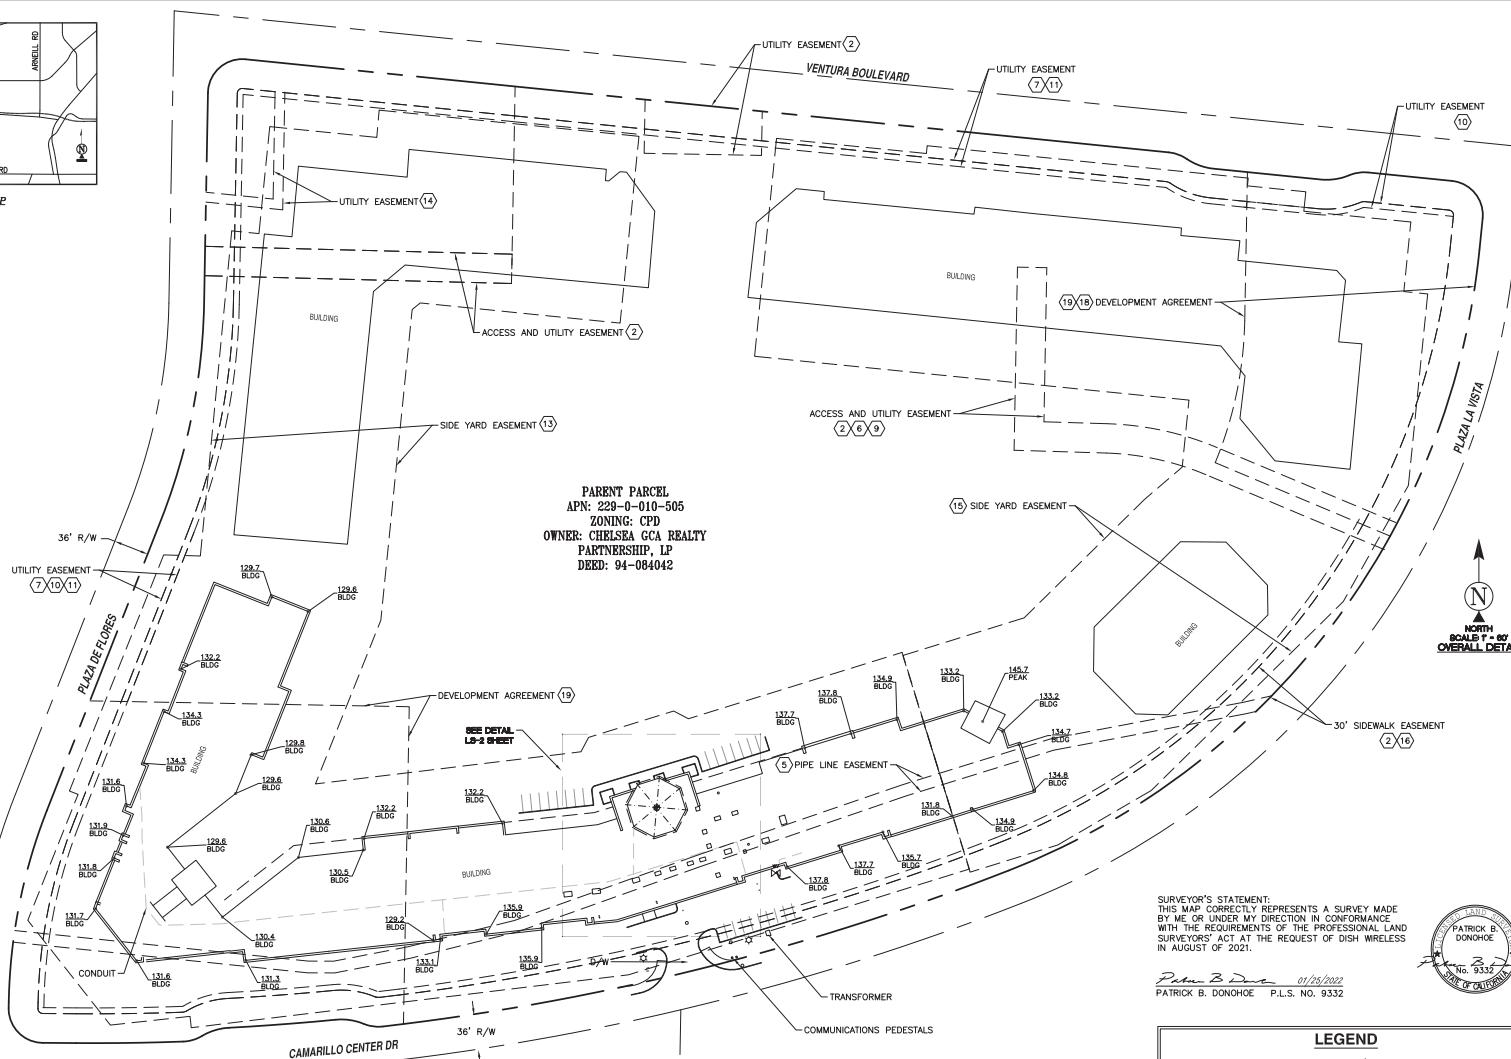 ARNEILL RD
N
RD
UTILITY EASEMENT 2
VENTURA BOULEVARD
UTILITY EASEMENT
7 11
UTILITY EASEMENT
10
UTILITY EASEMENT 14
BUILDING
BUILDING
19 18 DEVELOPMENT AGREEMENT
ACCESS AND UTILITY EASEMENT 2
ACCESS AND UTILITY EASEMENT
2 6 9
PLAZA LA VISTA
SIDE YARD EASEMENT 13
PARENT PARCEL
APN: 229-0-010-505
ZONING: CPD
OWNER: CHELSEA GCA REALTY
PARTNERSHIP, LP
DEED: 94-084042
15 SIDE YARD EASEMENT
36' R/W
UTILITY EASEMENT
7 10 11
PLAZA DE FLORES
N
NORTH
SCALE: 1" = 60'
OVERALL DETA
BUILDING
129.7
BLDG
129.6
BLDG
132.2
BLDG
134.3
BLDG
134.3
BLDG
BUILDING
129.8
BLDG
129.6
BLDG
131.6
BLDG
131.9
BLDG
131.8
BLDG
129.6
BLDG
131.7
BLDG
130.4
BLDG
131.6
BLDG
131.3
BLDG
CONDUIT
DEVELOPMENT AGREEMENT 19
SEE DETAIL
LS-2 SHEET
130.6
BLDG
132.2
BLDG
132.2
BLDG
130.5
BLDG
BUILDING
129.2
BLDG
133.1
BLDG
135.9
BLDG
135.9
BLDG
D/W
137.7
BLDG
137.8
BLDG
134.9
BLDG
133.2
BLDG
145.7
PEAK
133.2
BLDG
134.7
BLDG
134.8
BLDG
5 PIPE LINE EASEMENT
131.8
BLDG
134.9
BLDG
135.7
BLDG
137.7
BLDG
137.8
BLDG
30' SIDEWALK EASEMENT
2 16
TRANSFORMER
COMMUNICATIONS PEDESTALS
36' R/W
CAMARILLO CENTER DR
SURVEYOR'S STATEMENT:
THIS MAP CORRECTLY REPRESENTS A SURVEY MADE
BY ME OR UNDER MY DIRECTION IN CONFORMANCE
WITH THE REQUIREMENTS OF THE PROFESSIONAL LAND
SURVEYORS' ACT AT THE REQUEST OF DISH WIRELESS
IN AUGUST OF 2021.
Patrick B Donohoe 01/25/2022
PATRICK B. DONOHOE P.L.S. NO. 9332
LICENSED LAND SURVE
PATRICK B.
DONOHOE
No. 9332
STATE OF CALIFORNIA
LEGEND